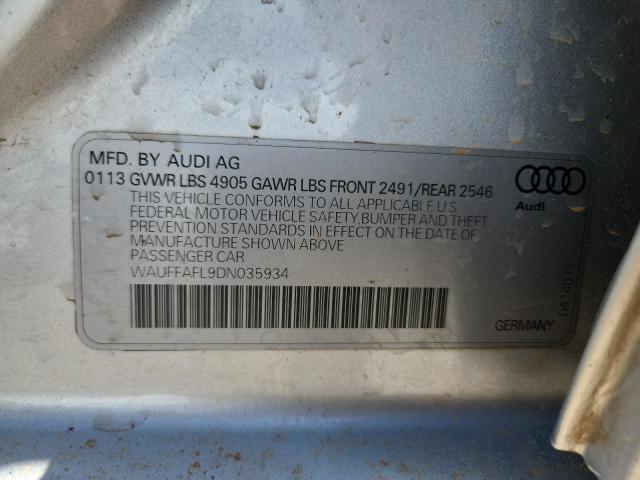 MFD. BY AUDI AG
0113 GVWR LBS 4905 GAWR LBS FRONT 2491/REAR 2546
THIS VEHICLE CONFORMS TO ALL APPLICABLE U.S
FEDERAL MOTOR VEHICLE SAFETY,BUMPER AND THEFT
PREVENTION STANDARDS IN EFFECT ON THE DATE OF
MANUFACTURE SHOWN ABOVE
PASSENGER CAR
WAUFFAFL9DN035934
Audi
0414077
GERMANY